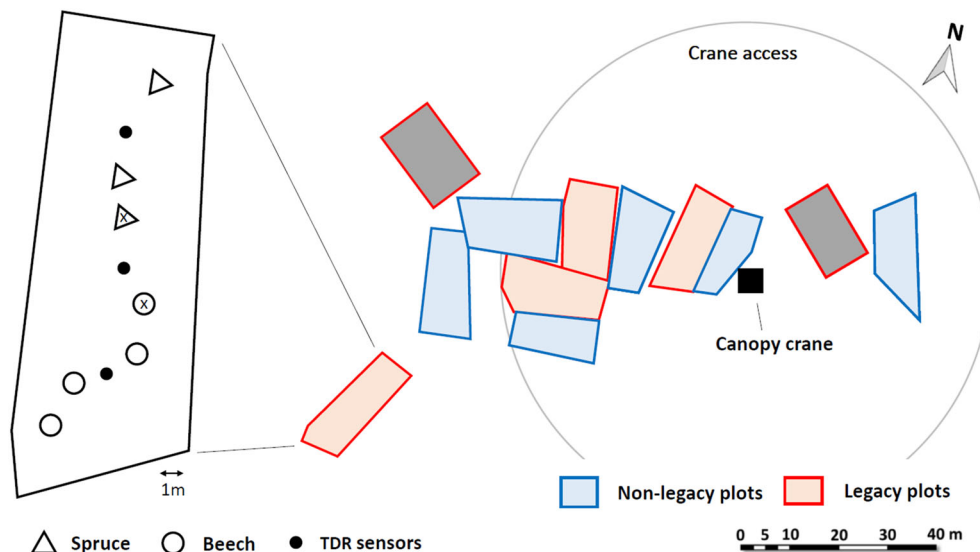 N
Crane access
x
x
Canopy crane
1m
Non-legacy plots
Legacy plots
Spruce
Beech
TDR sensors
0 5 10 20 30 40 m